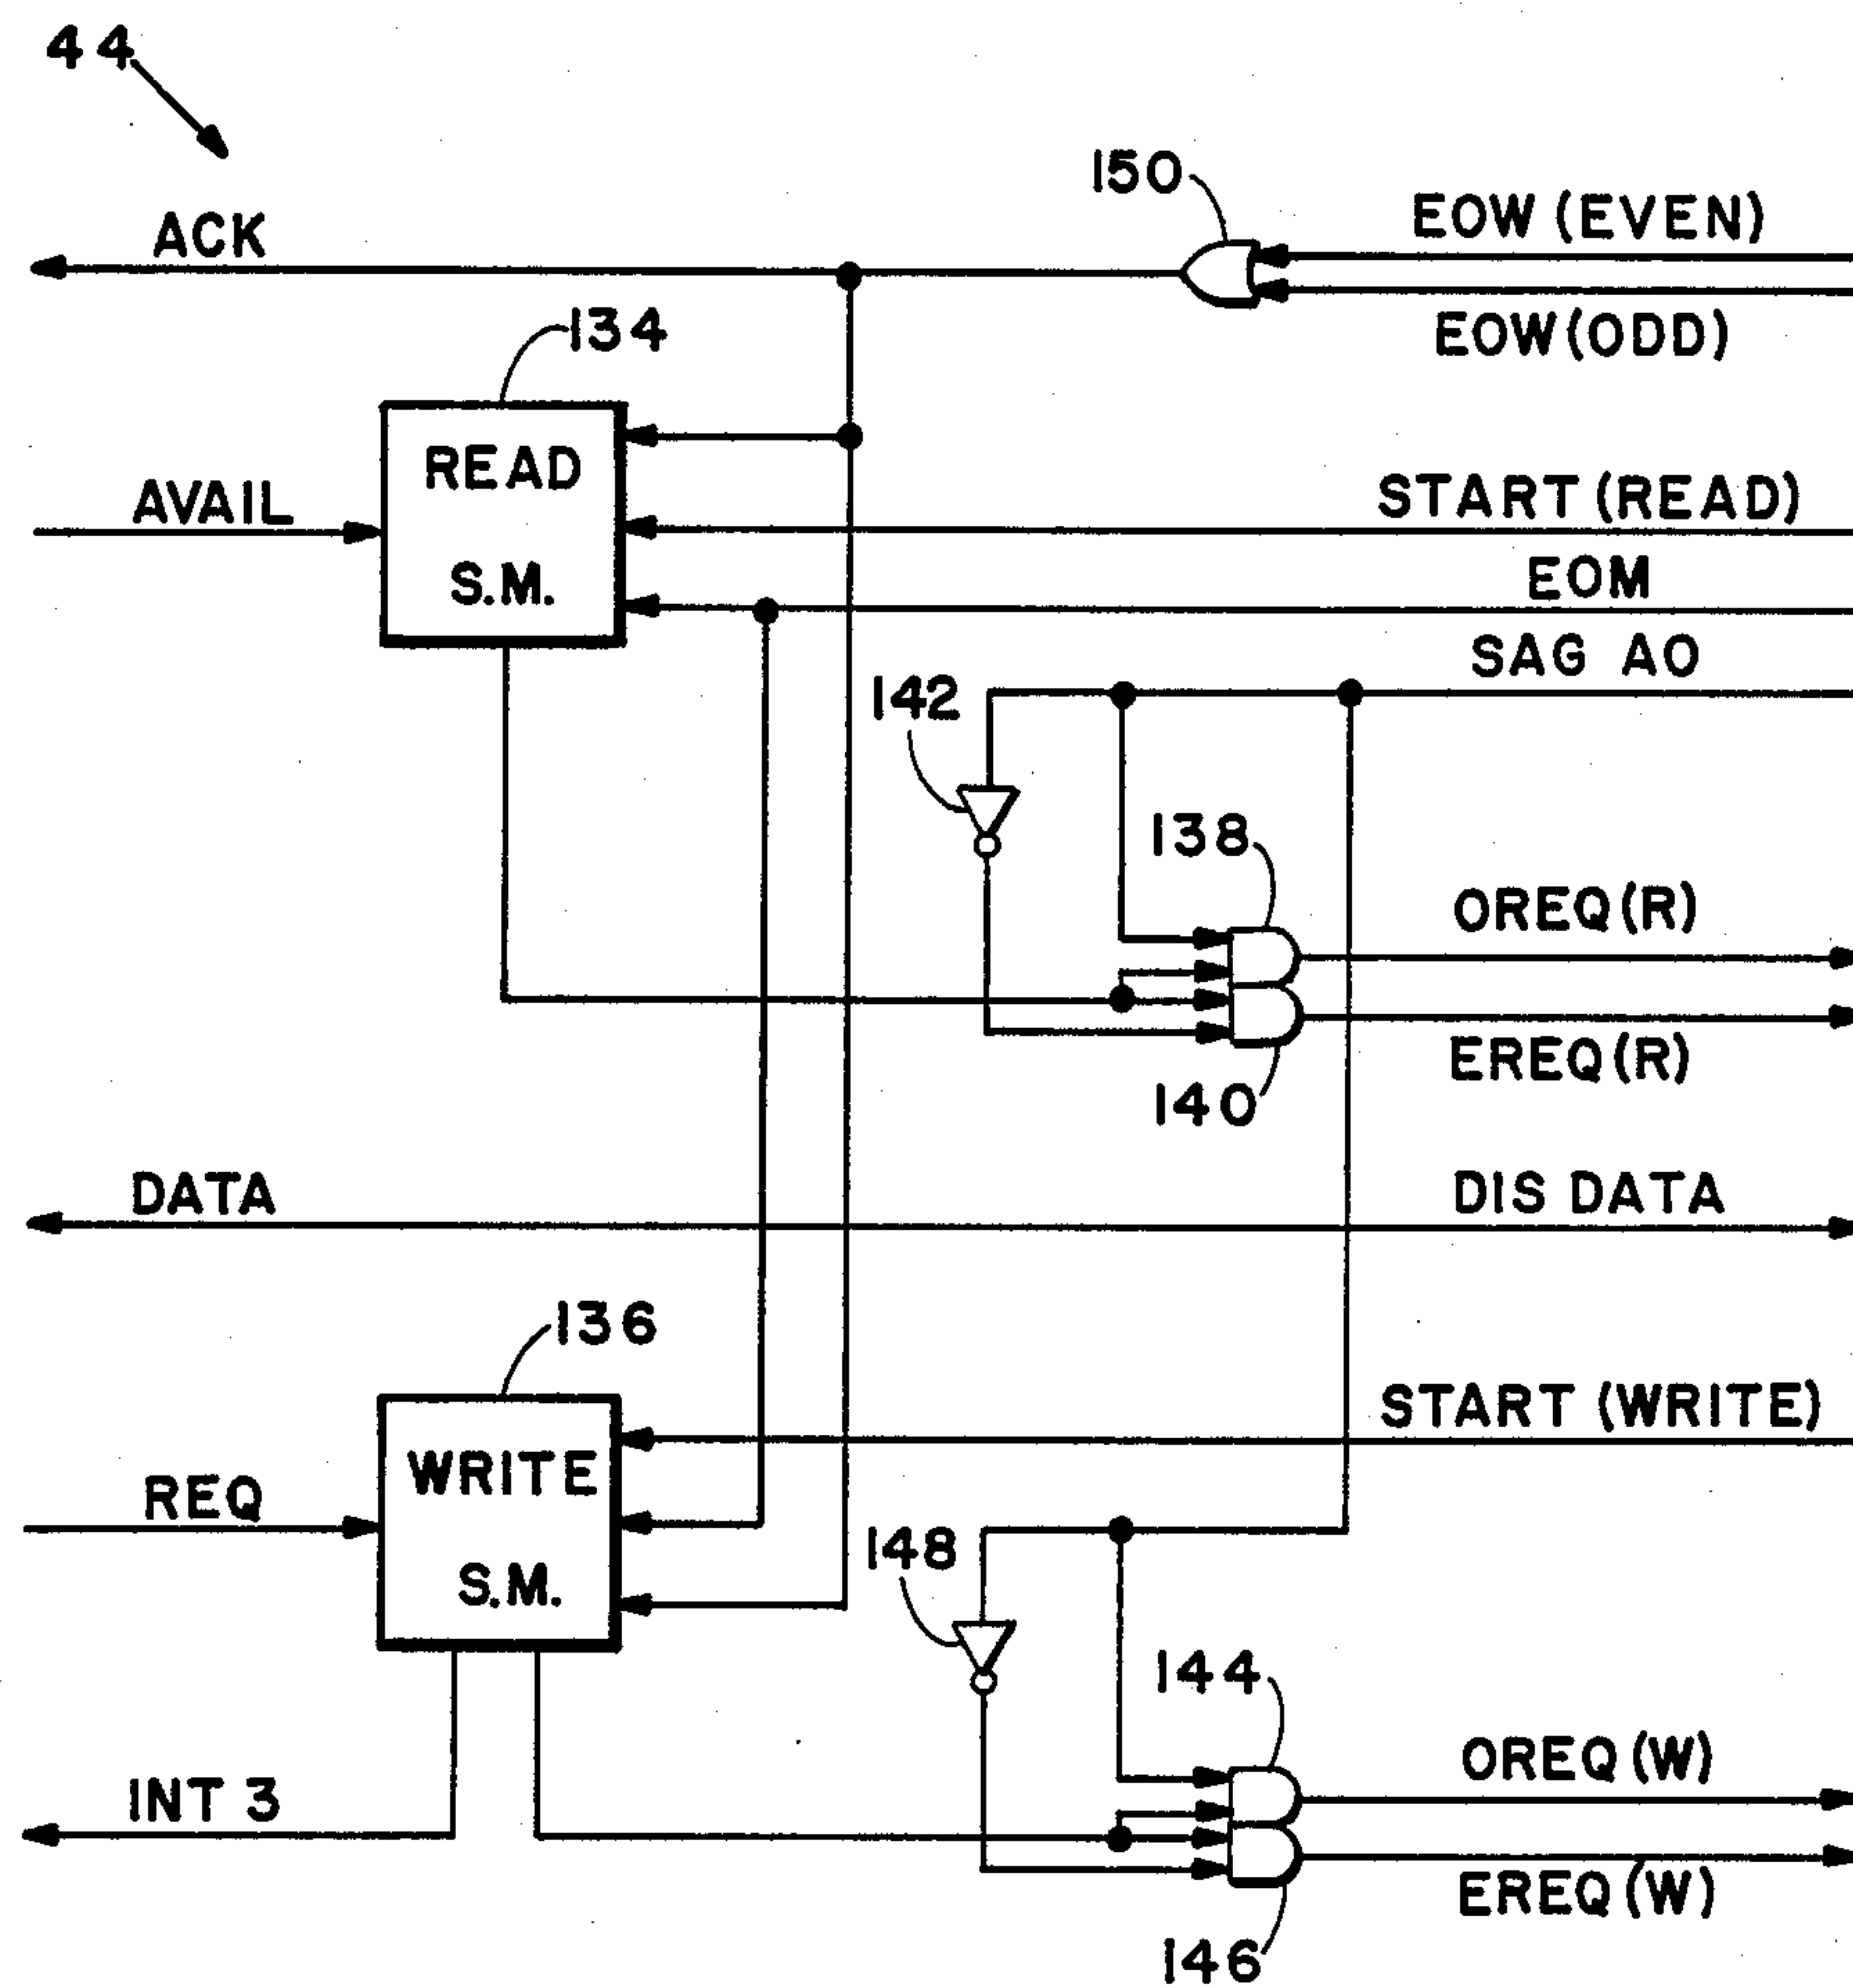 44
150
EOW (EVEN)
ACK
EOW (ODD)
134
READ
S.M.
AVAIL
START (READ)
EOM
SAG AO
142
138
OREQ (R)
EREQ (R)
140
DATA
DIS DATA
136
START (WRITE)
WRITE
S.M.
REQ
148
144
OREQ (W)
INT 3
EREQ (W)
146